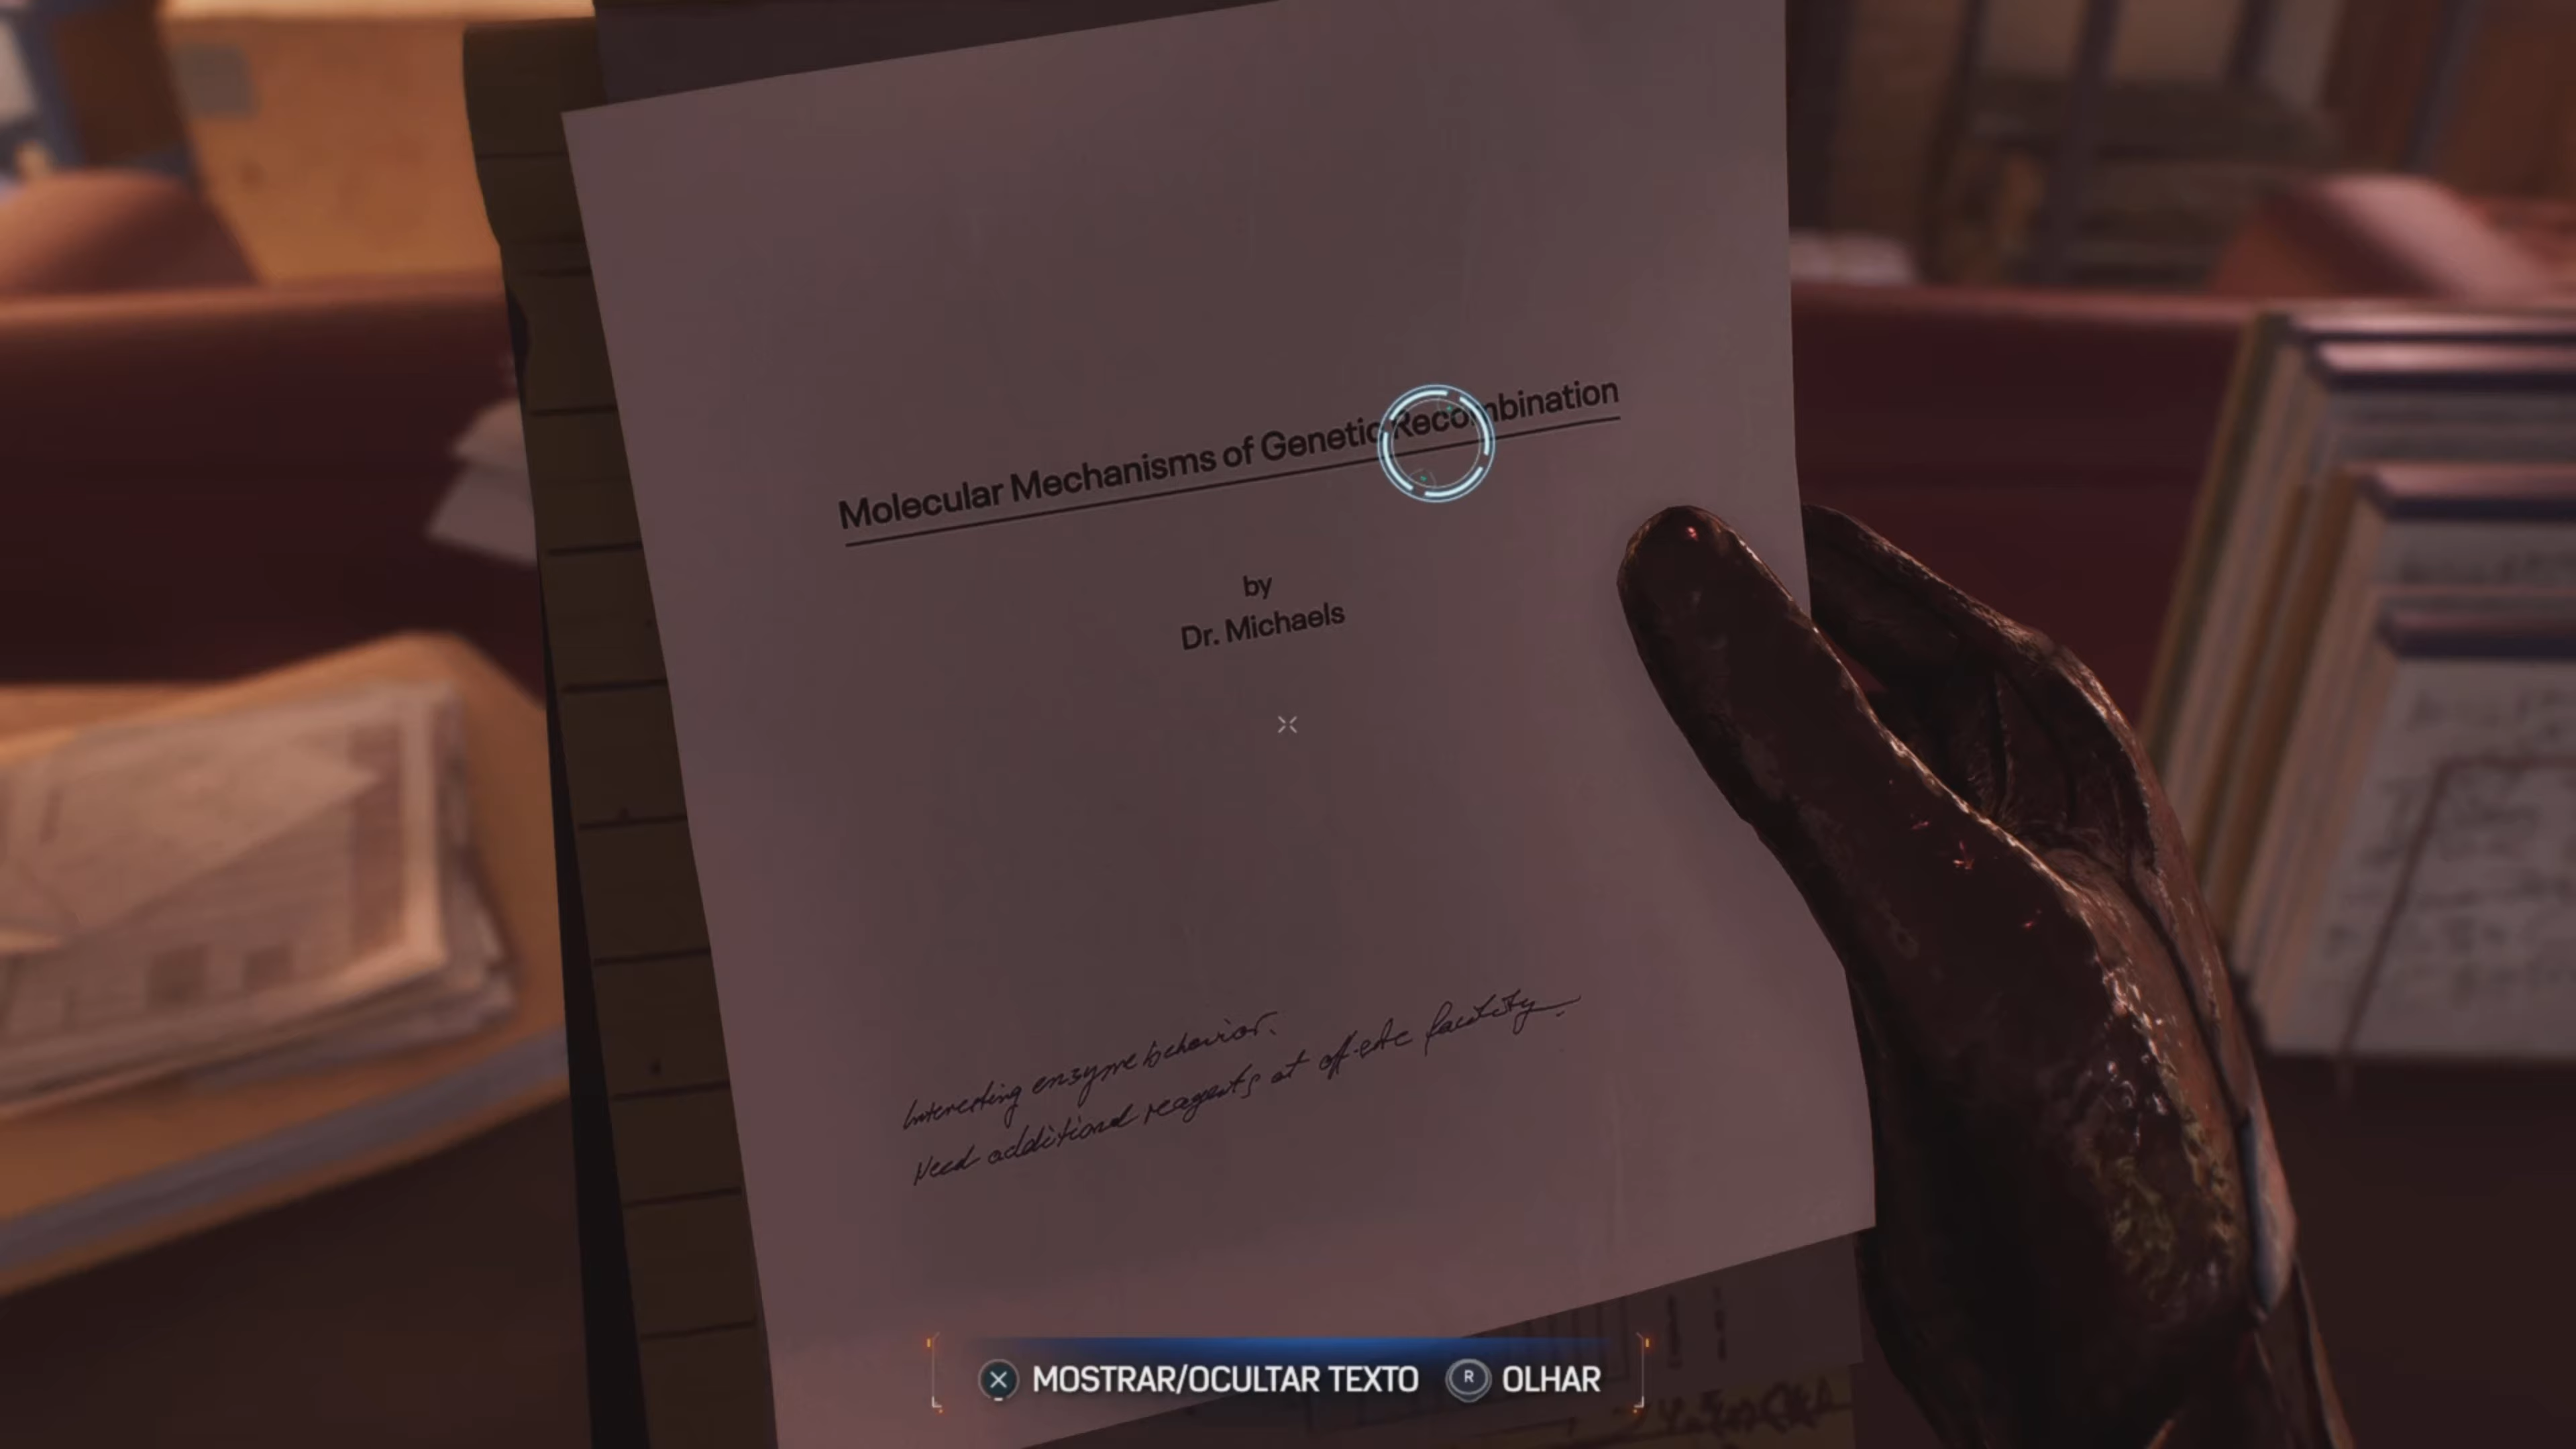 Molecular Mechanisms of Genetic Recombination
by
Dr. Michaels
Interesting enzyme behavior.
Need additional reagents at off-site facility.
MOSTRAR/OCULTAR TEXTO R OLHAR